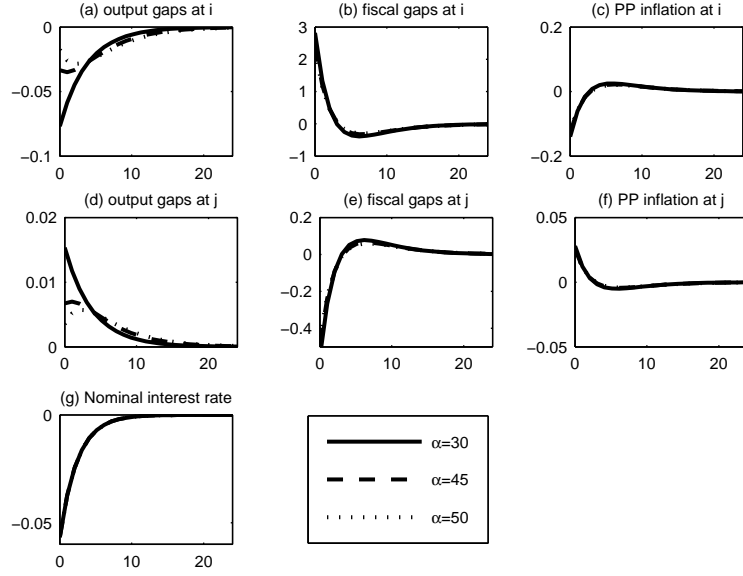 (a) output gaps at i
0
−0.05
−0.1
0 10 20
(b) fiscal gaps at i
3
2
1
0
−1
0 10 20
(c) PP inflation at i
0.2
0
−0.2
0 10 20
(d) output gaps at j
0.02
0.01
0
0 10 20
(e) fiscal gaps at j
0.2
0
−0.2
−0.4
0 10 20
(f) PP inflation at j
0.05
0
−0.05
0 10 20
(g) Nominal interest rate
0
−0.05
0 10 20
α=30
α=45
α=50